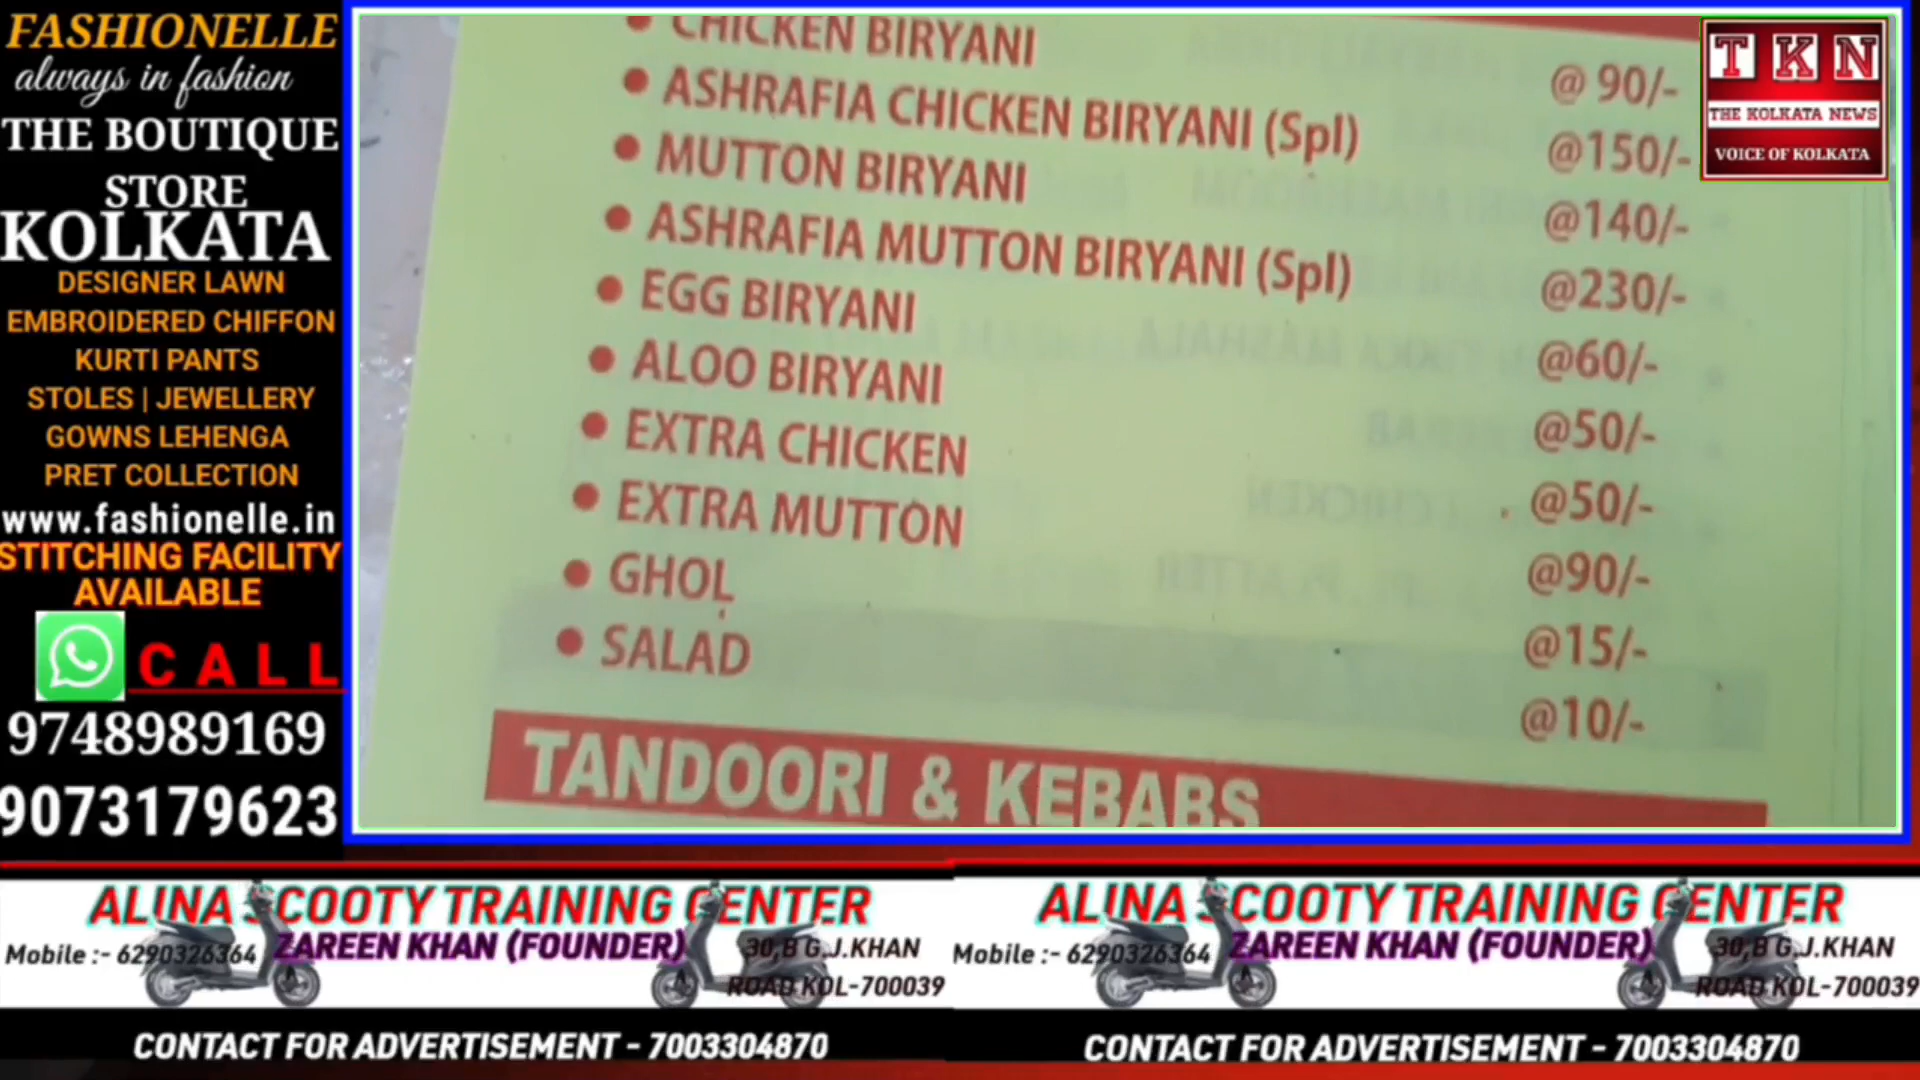 FASHIONELLE
always in fashion
THE BOUTIQUE
STORE
KOLKATA
DESIGNER LAWN
EMBROIDERED CHIFFON
KURTI PANTS
STOLES | JEWELLERY
GOWNS LEHENGA
PRET COLLECTION
www.fashionelle.in
STITCHING FACILITY
AVAILABLE
CALL
9748989169
9073179623
• CHICKEN BIRYANI @ 90/-
• ASHRAFIA CHICKEN BIRYANI (Spl) @150/-
• MUTTON BIRYANI @140/-
• ASHRAFIA MUTTON BIRYANI (Spl) @230/-
• EGG BIRYANI @60/-
• ALOO BIRYANI @50/-
• EXTRA CHICKEN @50/-
• EXTRA MUTTON @90/-
• GHOL @15/-
• SALAD @10/-
TANDOORI & KEBABS
TKN
THE KOLKATA NEWS
VOICE OF KOLKATA
ALINA SCOOTY TRAINING CENTER
Mobile :- 6290326364 ZAREEN KHAN (FOUNDER) 30,B G.J.KHAN
ROAD KOL-700039
CONTACT FOR ADVERTISEMENT - 7003304870
ALINA SCOOTY TRAINING CENTER
Mobile :- 6290326364 ZAREEN KHAN (FOUNDER) 30,B G.J.KHAN
ROAD KOL-700039
CONTACT FOR ADVERTISEMENT - 7003304870